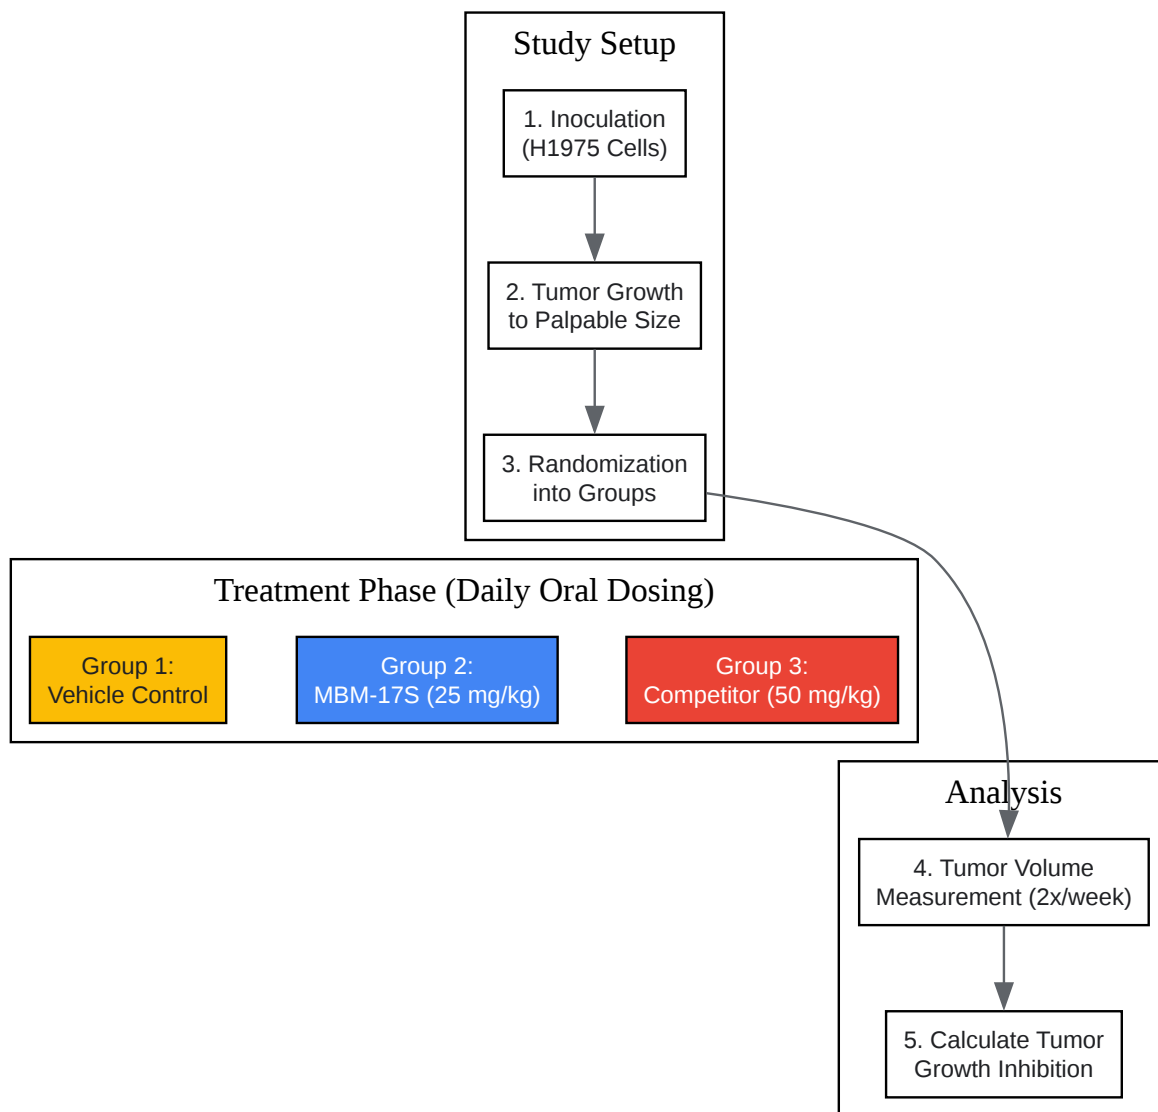 Study Setup
1. Inoculation
(H1975 Cells)
2. Tumor Growth
to Palpable Size
3. Randomization
into Groups
Treatment Phase (Daily Oral Dosing)
Group 1:
Vehicle Control
Group 2:
MBM-17S (25 mg/kg)
Group 3:
Competitor (50 mg/kg)
Analysis
4. Tumor Volume
Measurement (2x/week)
5. Calculate Tumor
Growth Inhibition